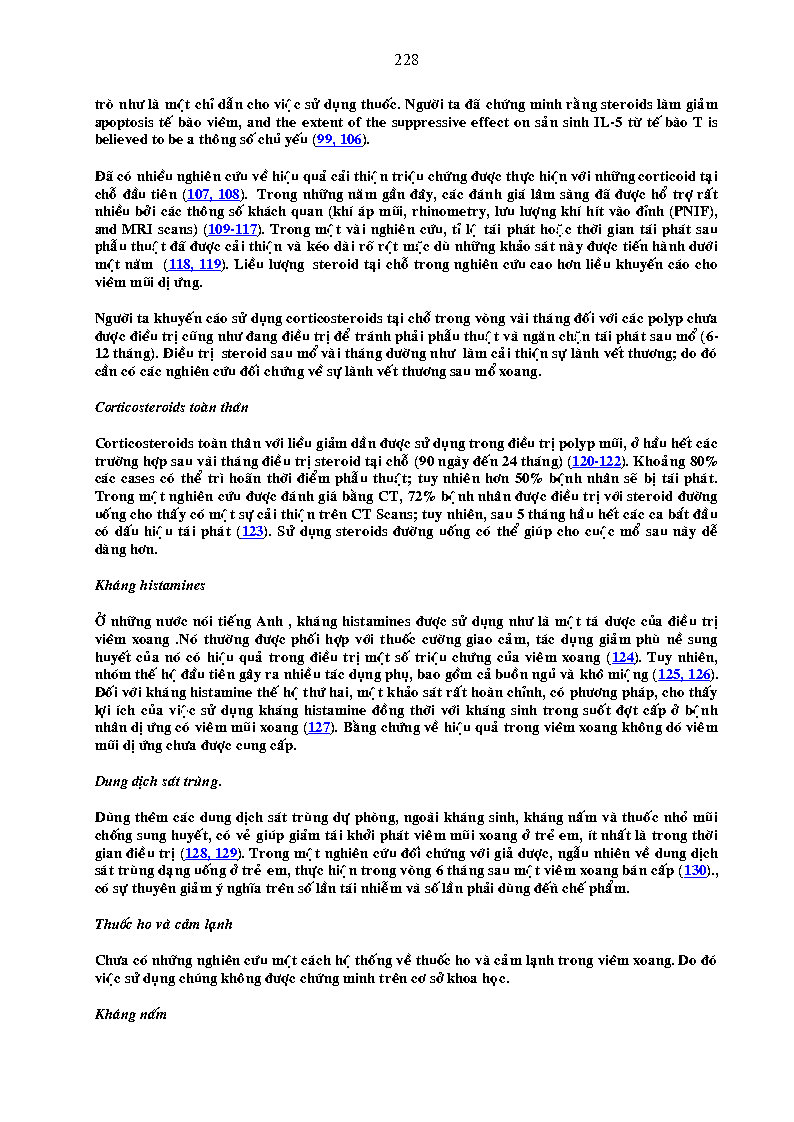 228
trò như là một chỉ dẫn cho việc sử dụng thuốc. Người ta đã chứng minh rằng steroids làm giảm
apoptosis tế bào viêm, and the extent of the suppressive effect on sản sinh IL-5 từ tế bào T is
believed to be a thông số chủ yếu (99, 106).
Đã có nhiều nghiên cứu về hiệu quả cải thiện triệu chứng được thực hiện với những corticoid tại
chỗ đầu tiên (107, 108). Trong những năm gần đây, các đánh giá lâm sàng đã được hổ trợ rất
nhiều bởi các thông số khách quan (khí áp mũi, rhinometry, lưu lượng khí hít vào đỉnh (PNIF),
and MRI scans) (109-117). Trong một vài nghiên cứu, tỉ lệ tái phát hoặc thời gian tái phát sau
phẫu thuật đã được cải thiện và kéo dài rõ rệt mặc dù những khảo sát này được tiến hành dưới
một năm (118, 119). Liều lượng steroid tại chỗ trong nghiên cứu cao hơn liều khuyến cáo cho
viêm mũi dị ứng.
Người ta khuyến cáo sử dụng corticosteroids tại chỗ trong vòng vài tháng đối với các polyp chưa
được điều trị cũng như đang điều trị để tránh phải phẫu thuật và ngăn chặn tái phát sau mổ (6-
12 tháng). Điều trị steroid sau mổ vài tháng dường như làm cải thiện sự lành vết thương; do đó
cần có các nghiên cứu đối chứng về sự lành vết thương sau mổ xoang.
Corticosteroids toàn thân
Corticosteroids toàn thân với liều giảm dần được sử dụng trong điều trị polyp mũi, ở hầu hết các
trường hợp sau vài tháng điều trị steroid tại chỗ (90 ngày đến 24 tháng) (120-122). Khoảng 80%
các cases có thể trì hoãn thời điểm phẫu thuật; tuy nhiên hơn 50% bệnh nhân sẽ bị tái phát.
Trong một nghiên cứu được đánh giá bằng CT, 72% bệnh nhân được điều trị với steroid đường
uống cho thấy có một sự cải thiện trên CT Scans; tuy nhiên, sau 5 tháng hầu hết các ca bắt đầu
có dấu hiệu tái phát (123). Sử dụng steroids đường uống có thể giúp cho cuộc mổ sau này dễ
dàng hơn.
Kháng histamines
Ở những nước nói tiếng Anh , kháng histamines được sử dụng như là một tá dược của điều trị
viêm xoang .Nó thường được phối hợp với thuốc cường giao cảm, tác dụng giảm phù nề sung
huyết của nó có hiệu quả trong điều trị một số triệu chứng của viêm xoang (124). Tuy nhiên,
nhóm thế hệ đầu tiên gây ra nhiều tác dụng phụ, bao gồm cả buồn ngủ và khô miệng (125, 126).
Đối với kháng histamine thế hệ thứ hai, một khảo sát rất hoàn chỉnh, có phương pháp, cho thấy
lợi ích của việc sử dụng kháng histamine đồng thời với kháng sinh trong suốt đợt cấp ở bệnh
nhân dị ứng có viêm mũi xoang (127). Bằng chứng về hiệu quả trong viêm xoang không dó viêm
mũi dị ứng chưa được cung cấp.
Dung dịch sát trùng.
Dùng thêm các dung dịch sát trùng dự phòng, ngoài kháng sinh, kháng nấm và thuốc nhỏ mũi
chống sung huyết, có vẻ giúp giảm tái khởi phát viêm mũi xoang ở trẻ em, ít nhất là trong thời
gian điều trị (128, 129). Trong một nghiên cứu đối chứng với giả dược, ngẫu nhiên về dung dịch
sát trùng dạng uống ở trẻ em, thực hiện trong vòng 6 tháng sau một viêm xoang bán cấp (130).,
có sự thuyên giảm ý nghĩa trên số lần tái nhiễm và số lần phải dùng đếùn chế phẩm.
Thuốc ho và cảm lạnh
Chưa có những nghiên cứu một cách hệ thống về thuốc ho và cảm lạnh trong viêm xoang. Do đó
việc sử dụng chúng không được chứng minh trên cơ sở khoa học.
Kháng nấm